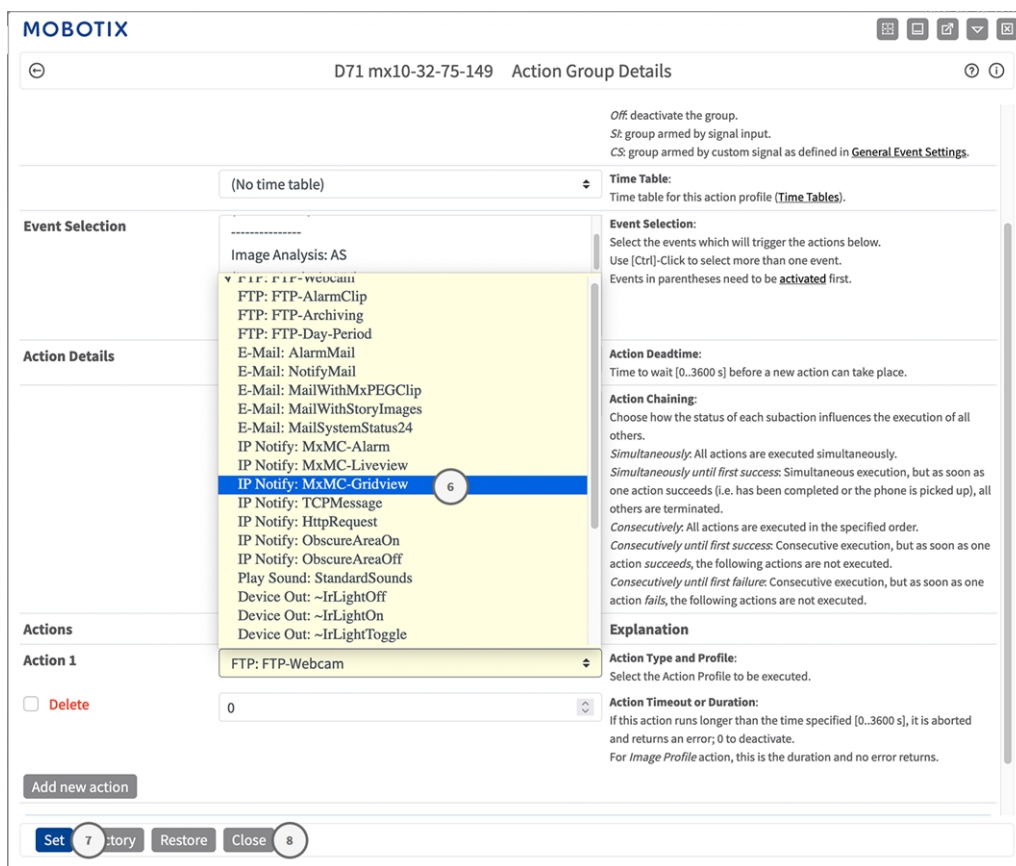 MOBOTIX
D71 mx10-32-75-149 Action Group Details
Off: deactivate the group.
SI: group armed by signal input.
CS: group armed by custom signal as defined in General Event Settings.
(No time table)
Time Table:
Time table for this action profile (Time Tables).
Event Selection
---------------
Image Analysis: AS
Event Selection:
Select the events which will trigger the actions below.
Use [Ctrl]-Click to select more than one event.
Events in parentheses need to be activated first.
FTP: FTP-Webcam
FTP: FTP-AlarmClip
FTP: FTP-Archiving
FTP: FTP-Day-Period
E-Mail: AlarmMail
E-Mail: NotifyMail
E-Mail: MailWithMxPEGClip
E-Mail: MailWithStoryImages
E-Mail: MailSystemStatus24
IP Notify: MxMC-Alarm
IP Notify: MxMC-Liveview
IP Notify: MxMC-Gridview 6
IP Notify: TCPMessage
IP Notify: HttpRequest
IP Notify: ObscureAreaOn
IP Notify: ObscureAreaOff
Play Sound: StandardSounds
Device Out: ~IrLightOff
Device Out: ~IrLightOn
Device Out: ~IrLightToggle
Action Details
Action Deadtime:
Time to wait [0..3600 s] before a new action can take place.
Action Chaining:
Choose how the status of each subaction influences the execution of all
others.
Simultaneously: All actions are executed simultaneously.
Simultaneously until first success: Simultaneous execution, but as soon as
one action succeeds (i.e. has been completed or the phone is picked up), all
others are terminated.
Consecutively: All actions are executed in the specified order.
Consecutively until first success: Consecutive execution, but as soon as one
action succeeds, the following actions are not executed.
Consecutively until first failure: Consecutive execution, but as soon as one
action fails, the following actions are not executed.
Actions
Explanation
Action 1
FTP: FTP-Webcam
Action Type and Profile:
Select the Action Profile to be executed.
Delete
0
Action Timeout or Duration:
If this action runs longer than the time specified [0..3600 s], it is aborted
and returns an error; 0 to deactivate.
For Image Profile action, this is the duration and no error returns.
Add new action
Set 7 tory Restore Close 8